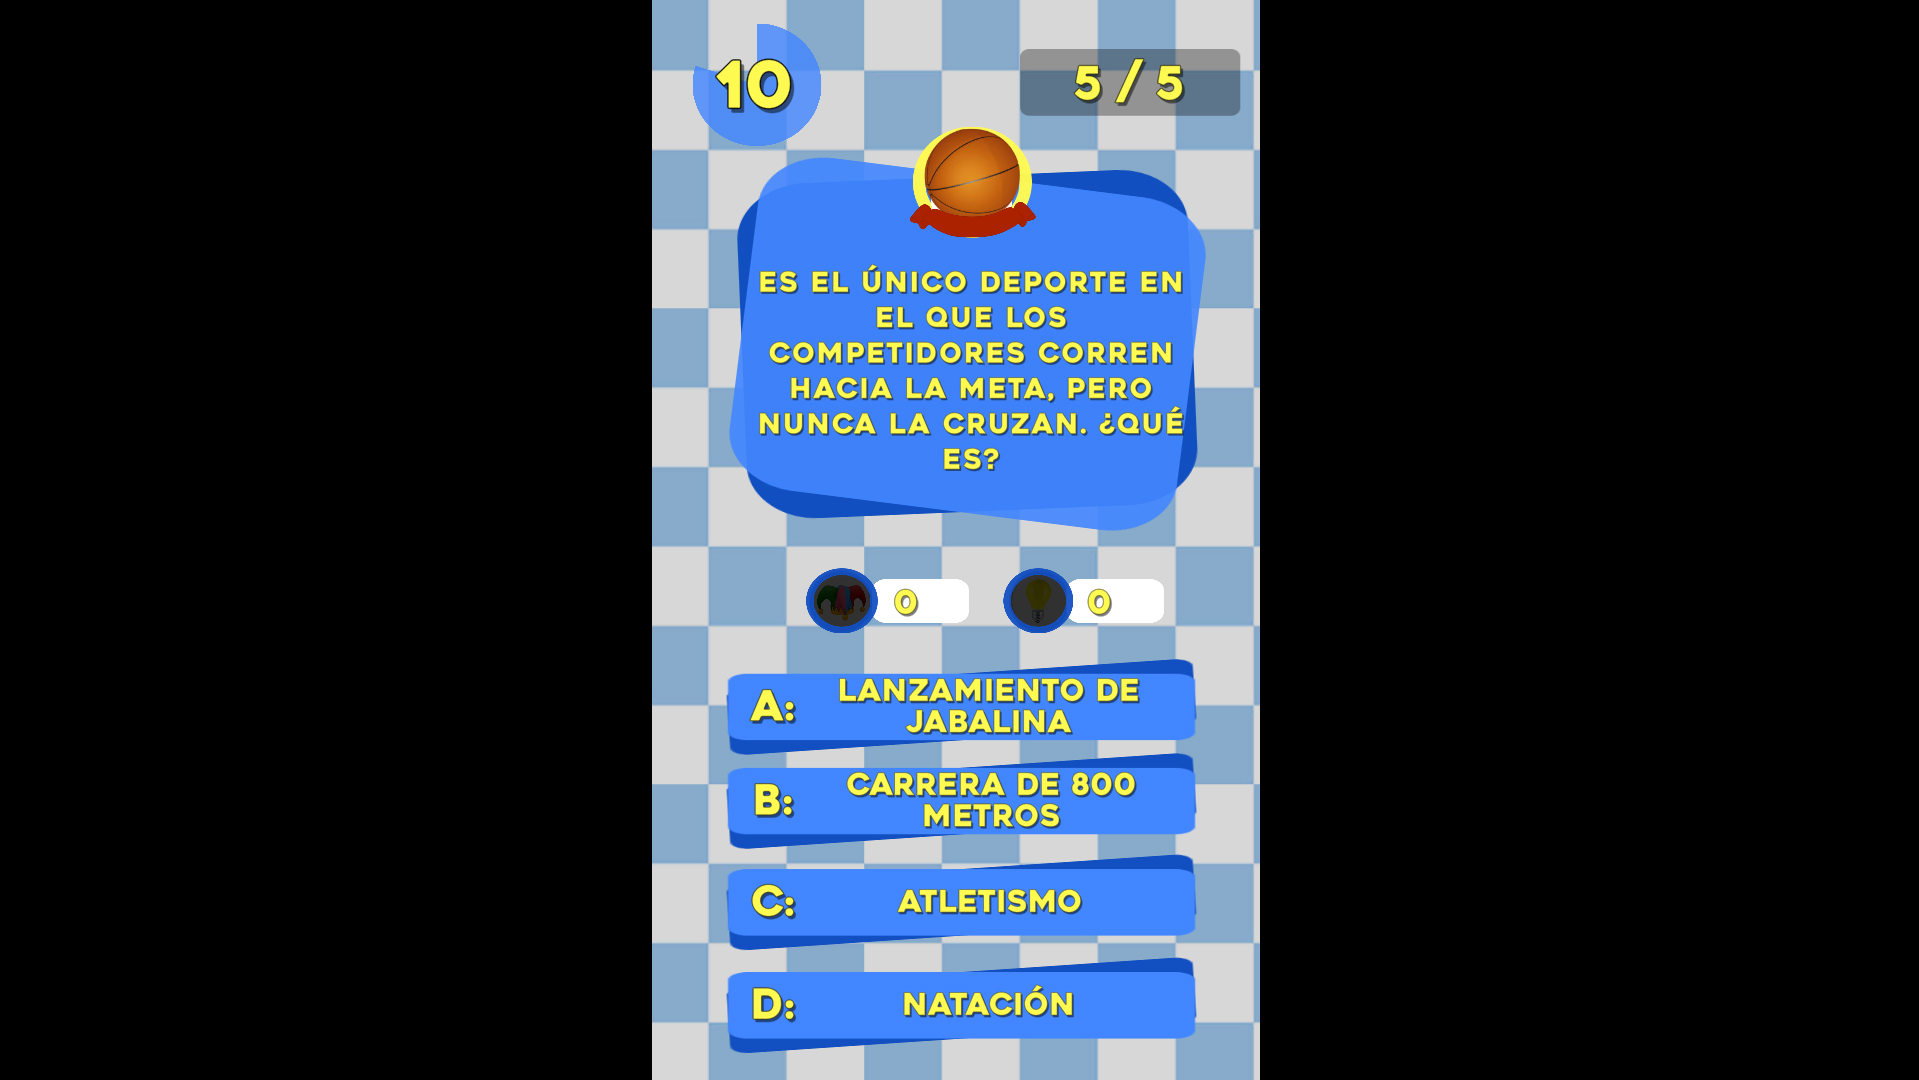 10
5 / 5
ES EL ÚNICO DEPORTE EN
EL QUE LOS
COMPETIDORES CORREN
HACIA LA META, PERO
NUNCA LA CRUZAN. ¿QUÉ
ES?
0
0
A: LANZAMIENTO DE
JABALINA
B: CARRERA DE 800
METROS
C: ATLETISMO
D: NATACIÓN